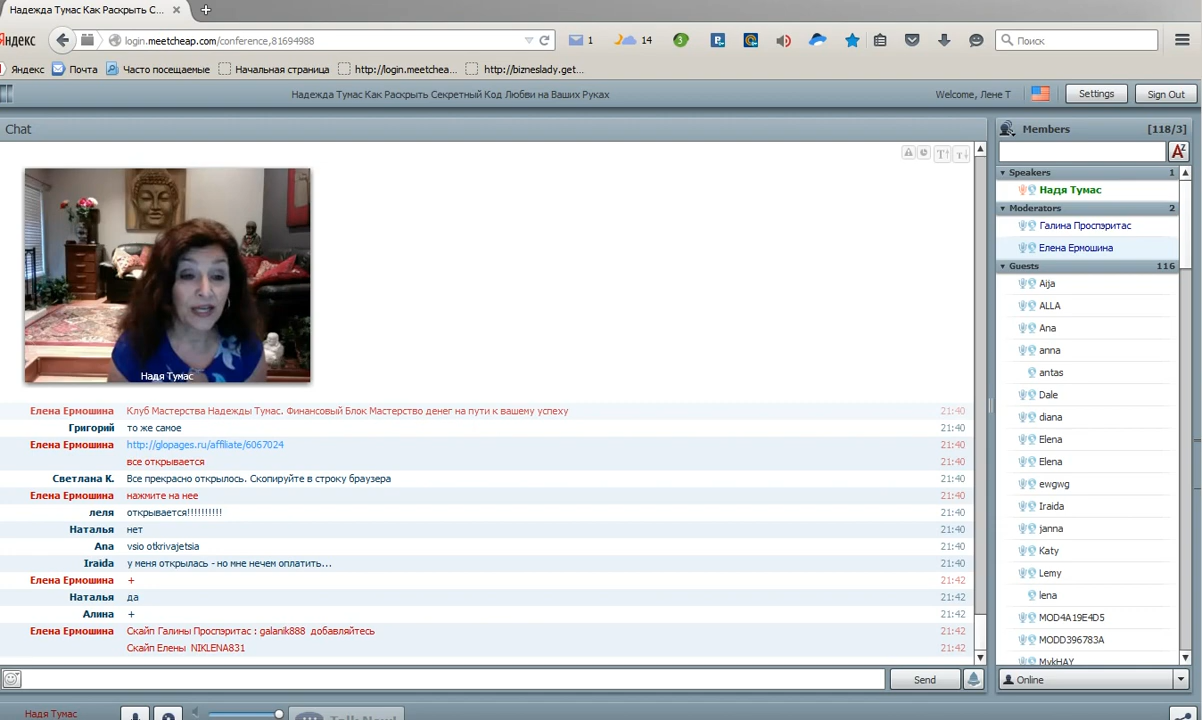 Надежда Тумас Как Раскрыть С...
Яндекс
login.meetcheap.com/conference,81694988
1
14
3
Поиск
Яндекс
Почта
Часто посещаемые
Начальная страница
http://login.meetchea...
http://bizneslady.get...
Надежда Тумас Как Раскрыть Секретный Код Любви на Ваших Руках
Welcome, Лене Т
Settings
Sign Out
Chat
Надя Тумас
Елена Ермошина Клуб Мастерства Надежды Тумас. Финансовый Блок Мастерство денег на пути к вашему успеху 21:40
Григорий то же самое 21:40
Елена Ермошина http://glopages.ru/affiliate/6067024 21:40
все открывается 21:40
Светлана К. Все прекрасно открылось. Скопируйте в строку браузера 21:40
Елена Ермошина нажмите на нее 21:40
леля открывается!!!!!!!!!! 21:40
Наталья нет 21:40
Ana vsio otkrivajetsia 21:40
Iraida у меня открылась - но мне нечем оплатить... 21:40
Елена Ермошина + 21:42
Наталья да 21:42
Алина + 21:42
Елена Ермошина Скайп Галины Проспэритас : galanik888 добавляйтесь 21:42
Скайп Елены NIKLENA831 21:42
Send
Надя Тумас
Talk Now!
Members [118/3]
Speakers 1
Надя Тумас
Moderators 2
Галина Проспэритас
Елена Ермошина
Guests 116
Aija
ALLA
Ana
anna
antas
Dale
diana
Elena
Elena
ewgwg
Iraida
janna
Katy
Lemy
lena
MOD4A19E4D5
MODD396783A
MykHAY
Online